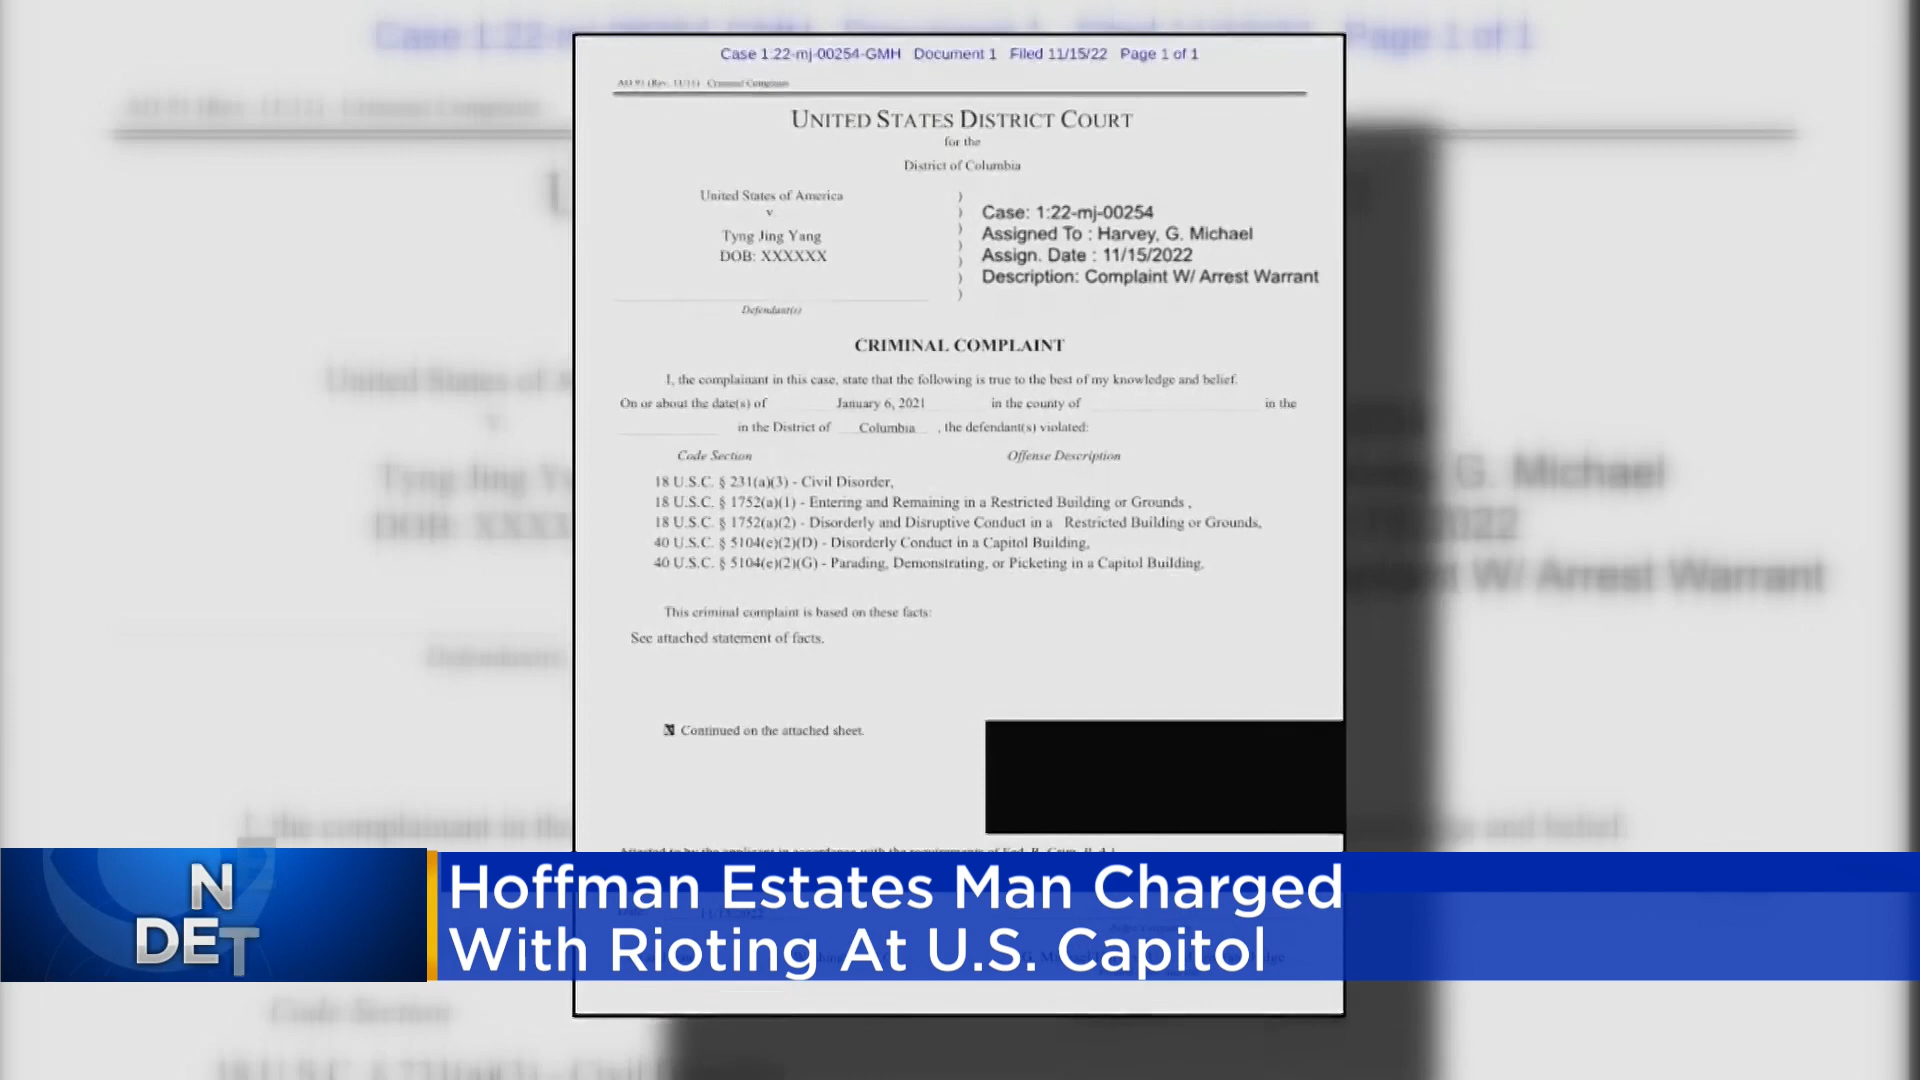 Case 1:22-mj-00254-GMH Document 1 Filed 11/15/22 Page 1 of 1
AO 91 (Rev. 11/11) Criminal Complaint
UNITED STATES DISTRICT COURT
for the
District of Columbia
United States of America
v
Tyng Jing Yang
DOB: XXXXXX
Defendant(s)
)
)
)
)
)
)
)
Case: 1:22-mj-00254
Assigned To : Harvey, G. Michael
Assign. Date : 11/15/2022
Description: Complaint W/ Arrest Warrant
CRIMINAL COMPLAINT
I, the complainant in this case, state that the following is true to the best of my knowledge and belief.
On or about the date(s) of January 6, 2021 in the county of in the
in the District of Columbia , the defendant(s) violated:
Code Section Offense Description
18 U.S.C. § 231(a)(3) - Civil Disorder,
18 U.S.C. § 1752(a)(1) - Entering and Remaining in a Restricted Building or Grounds ,
18 U.S.C. § 1752(a)(2) - Disorderly and Disruptive Conduct in a Restricted Building or Grounds,
40 U.S.C. § 5104(e)(2)(D) - Disorderly Conduct in a Capitol Building,
40 U.S.C. § 5104(e)(2)(G) - Parading, Demonstrating, or Picketing in a Capitol Building.
This criminal complaint is based on these facts:
See attached statement of facts.
Continued on the attached sheet.
Hoffman Estates Man Charged
With Rioting At U.S. Capitol